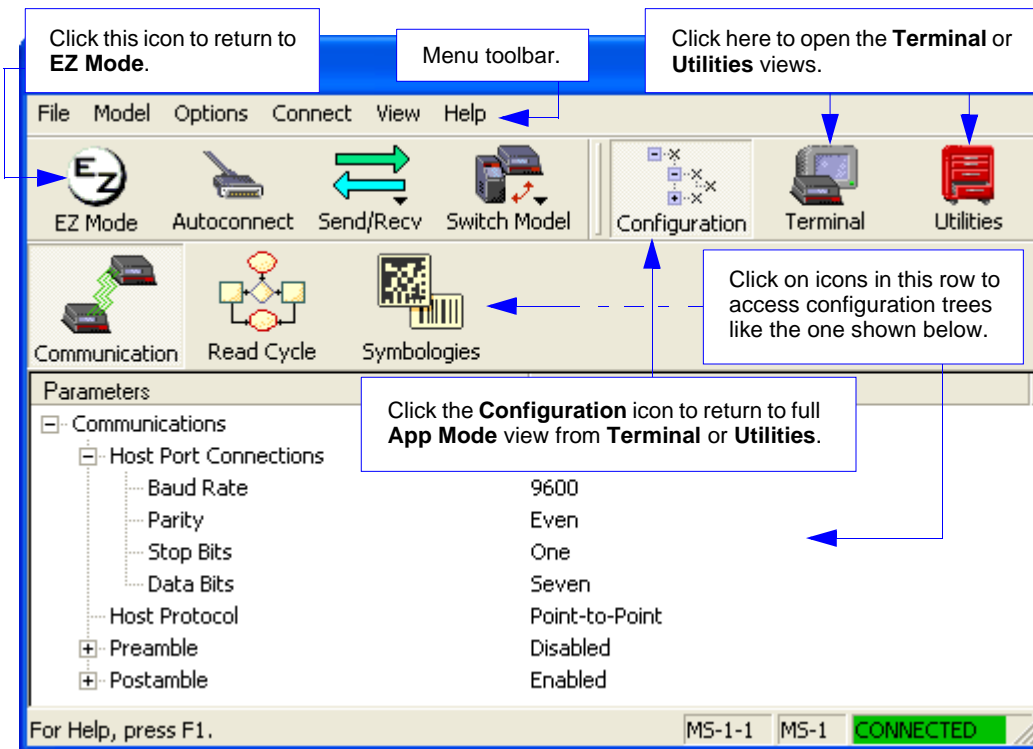 Click this icon to return to
EZ Mode.
Menu toolbar.
Click here to open the Terminal or
Utilities views.
File Model Options Connect View Help
EZ
EZ Mode Autoconnect Send/Recv Switch Model Configuration Terminal Utilities
Click on icons in this row to
access configuration trees
like the one shown below.
Communication Read Cycle Symbologies
Parameters
Click the Configuration icon to return to full
App Mode view from Terminal or Utilities.
Communications
Host Port Connections
Baud Rate 9600
Parity Even
Stop Bits One
Data Bits Seven
Host Protocol Point-to-Point
Preamble Disabled
Postamble Enabled
For Help, press F1. MS-1-1 MS-1 CONNECTED